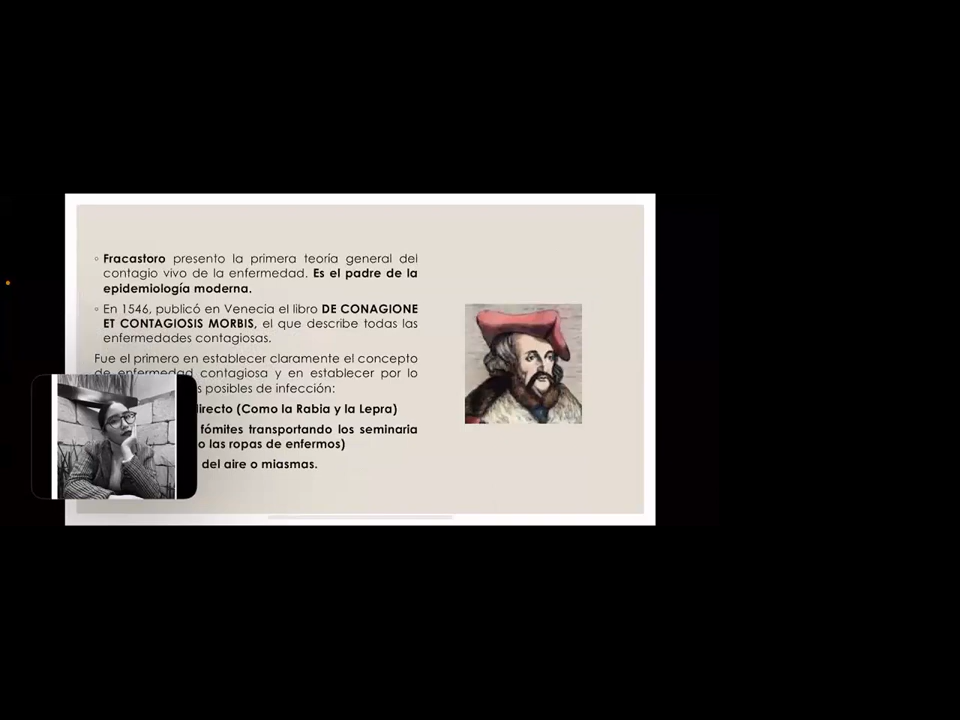 ◦ Fracastoro presento la primera teoría general del
contagio vivo de la enfermedad. Es el padre de la
epidemiología moderna.
◦ En 1546, publicó en Venecia el libro DE CONAGIONE
ET CONTAGIOSIS MORBIS, el que describe todas las
enfermedades contagiosas.
Fue el primero en establecer claramente el concepto
de enfermedad contagiosa y en establecer por lo
posibles de infección:
directo (Como la Rabia y la Lepra)
fómites transportando los seminaria
o las ropas de enfermos)
del aire o miasmas.